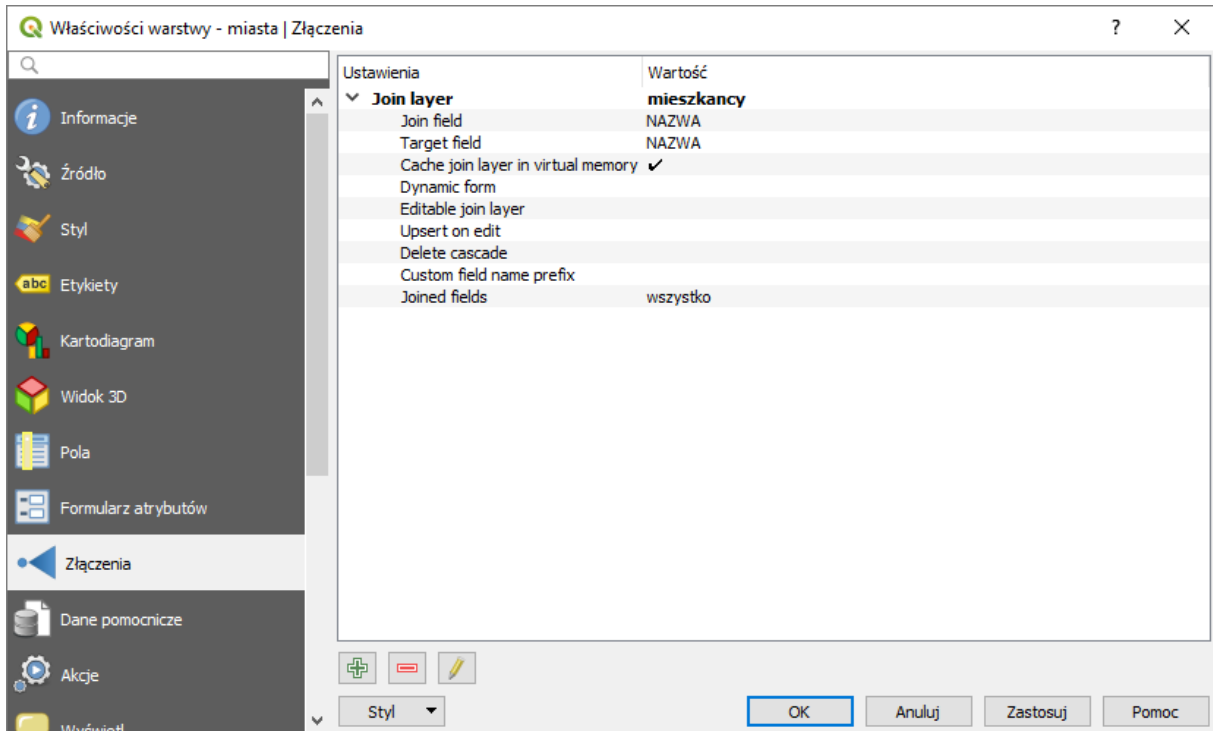 Właściwości warstwy - miasta | Złączenia
?
Informacje
Źródło
Styl
abc Etykiety
Kartodiagram
Widok 3D
Pola
Formularz atrybutów
Złączenia
Dane pomocnicze
Akcje
Ustawienia Wartość
Join layer mieszkancy
Join field NAZWA
Target field NAZWA
Cache join layer in virtual memory ✓
Dynamic form
Editable join layer
Upsert on edit
Delete cascade
Custom field name prefix
Joined fields wszystko
Styl OK Anuluj Zastosuj Pomoc